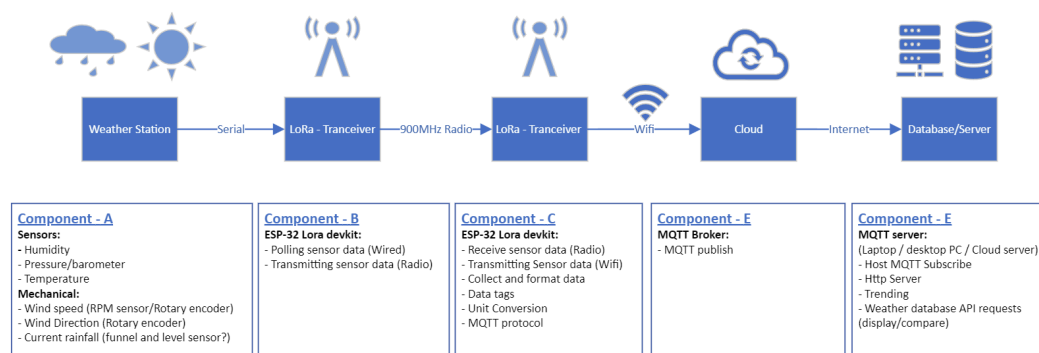 Weather Station
Serial
LoRa - Tranceiver
900MHz Radio
LoRa - Tranceiver
Wifi
Cloud
Internet
Database/Server
Component - A
Sensors:
- Humidity
- Pressure/barometer
- Temperature
Mechanical:
- Wind speed (RPM sensor/Rotary encoder)
- Wind Direction (Rotary encoder)
- Current rainfall (funnel and level sensor?)
Component - B
ESP-32 Lora devkit:
- Polling sensor data (Wired)
- Transmitting sensor data (Radio)
Component - C
ESP-32 Lora devkit:
- Receive sensor data (Radio)
- Transmitting Sensor data (Wifi)
- Collect and format data
- Data tags
- Unit Conversion
- MQTT protocol
Component - E
MQTT Broker:
- MQTT publish
Component - E
MQTT server:
(Laptop / desktop PC / Cloud server)
- Host MQTT Subscribe
- Http Server
- Trending
- Weather database API requests
(display/compare)